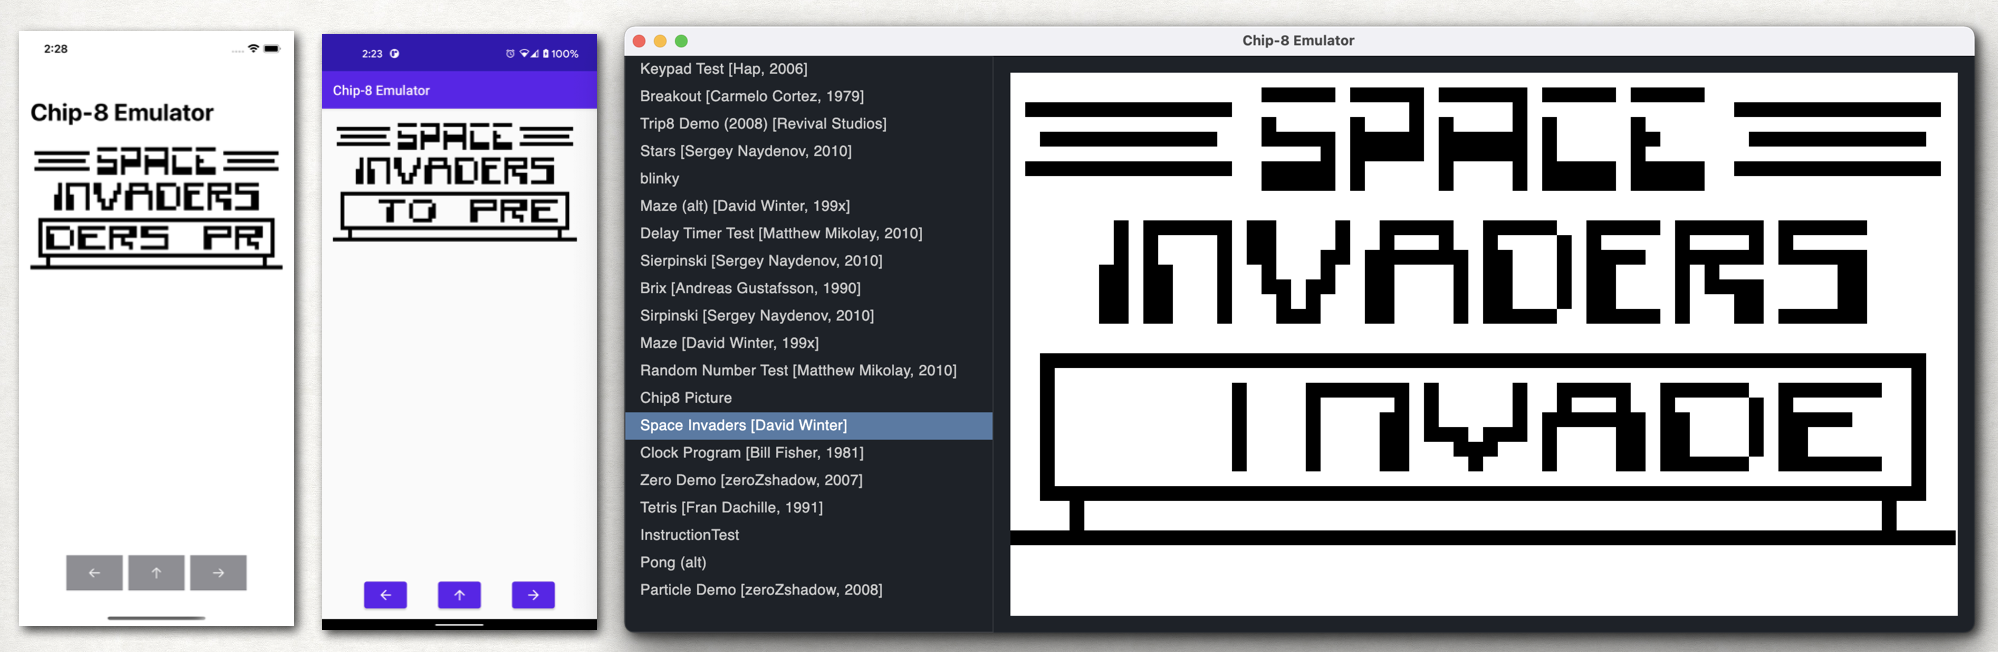 2:28
Chip-8 Emulator
SPACE
INVADERS
DERS PR
2:23
100%
Chip-8 Emulator
SPACE
INVADERS
TO PRE
Chip-8 Emulator
Keypad Test [Hap, 2006]
Breakout [Carmelo Cortez, 1979]
Trip8 Demo (2008) [Revival Studios]
Stars [Sergey Naydenov, 2010]
blinky
Maze (alt) [David Winter, 199x]
Delay Timer Test [Matthew Mikolay, 2010]
Sierpinski [Sergey Naydenov, 2010]
Brix [Andreas Gustafsson, 1990]
Sirpinski [Sergey Naydenov, 2010]
Maze [David Winter, 199x]
Random Number Test [Matthew Mikolay, 2010]
Chip8 Picture
Space Invaders [David Winter]
Clock Program [Bill Fisher, 1981]
Zero Demo [zeroZshadow, 2007]
Tetris [Fran Dachille, 1991]
InstructionTest
Pong (alt)
Particle Demo [zeroZshadow, 2008]
SPACE
INVADERS
INVADE